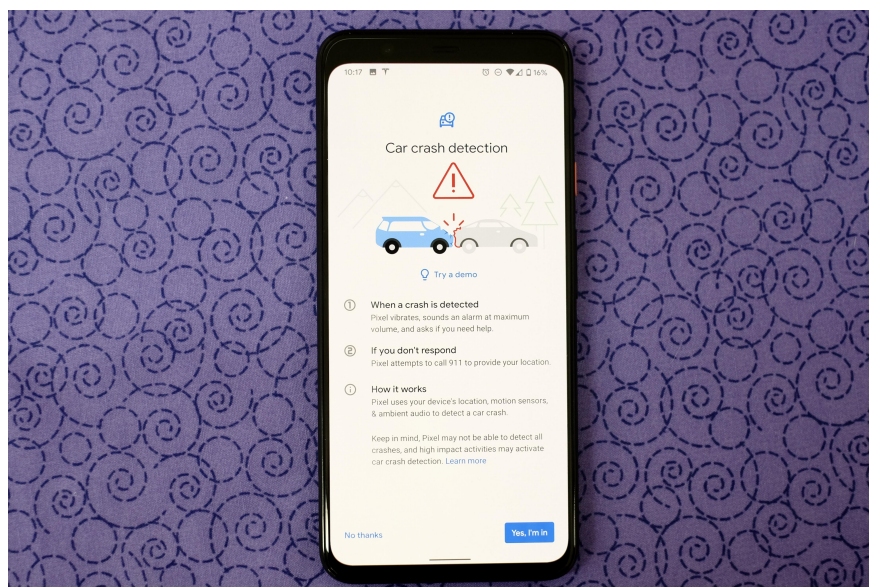 10:17
16%
Car crash detection
Try a demo
1 When a crash is detected
Pixel vibrates, sounds an alarm at maximum
volume, and asks if you need help.
2 If you don't respond
Pixel attempts to call 911 to provide your location.
How it works
Pixel uses your device's location, motion sensors,
& ambient audio to detect a car crash.
Keep in mind, Pixel may not be able to detect all
crashes, and high impact activities may activate
car crash detection. Learn more
No thanks
Yes, I'm in